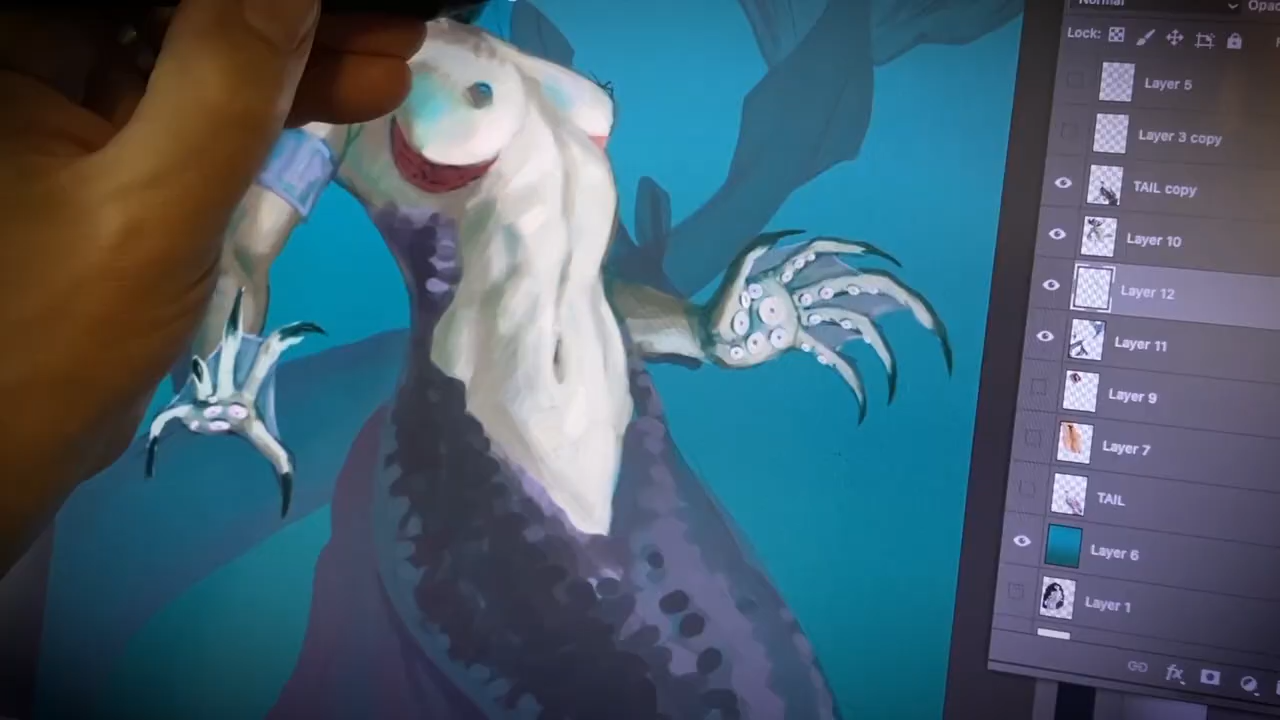 Normal
Opac
Lock:
Layer 5
Layer 3 copy
TAIL copy
Layer 10
Layer 12
Layer 11
Layer 9
Layer 7
TAIL
Layer 6
Layer 1
fx